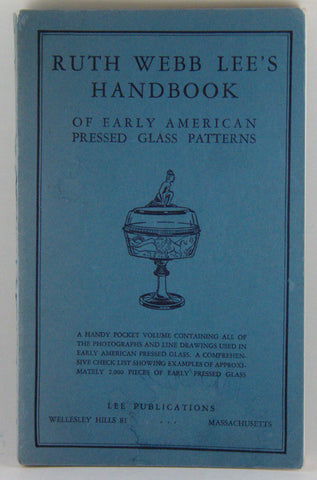 RUTH WEBB LEE'S
HANDBOOK
OF EARLY AMERICAN
PRESSED GLASS PATTERNS
A HANDY POCKET VOLUME CONTAINING ALL OF
THE PHOTOGRAPHS AND LINE DRAWINGS USED IN
EARLY AMERICAN PRESSED GLASS. A COMPREHEN-
SIVE CHECK LIST SHOWING EXAMPLES OF APPROXI-
MATELY 2,000 PIECES OF EARLY PRESSED GLASS
LEE PUBLICATIONS
WELLESLEY HILLS 81 . . . MASSACHUSETTS